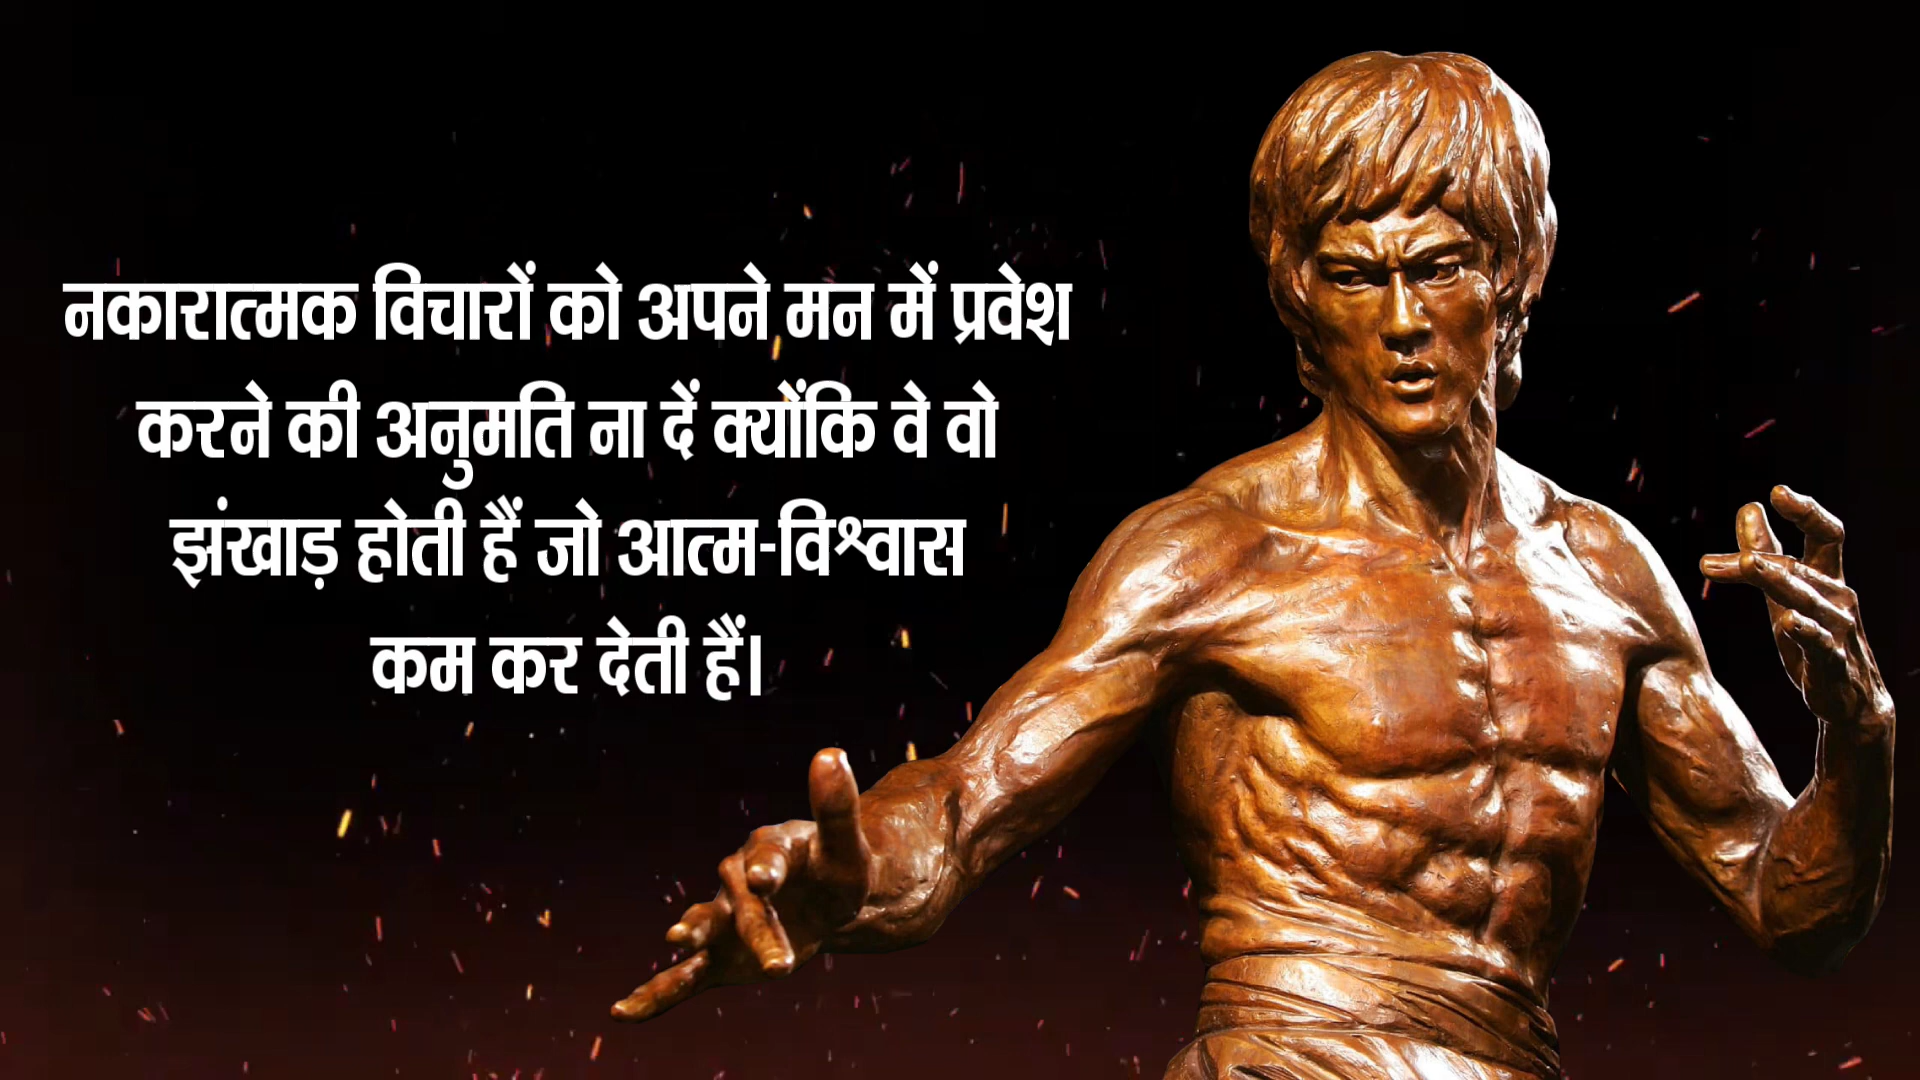 नकारात्मक विचारों को अपने मन में प्रवेश
करने की अनुमति ना दें क्योंकि वे वो
झंखाड़ होती हैं जो आत्म-विश्वास
कम कर देती हैं।